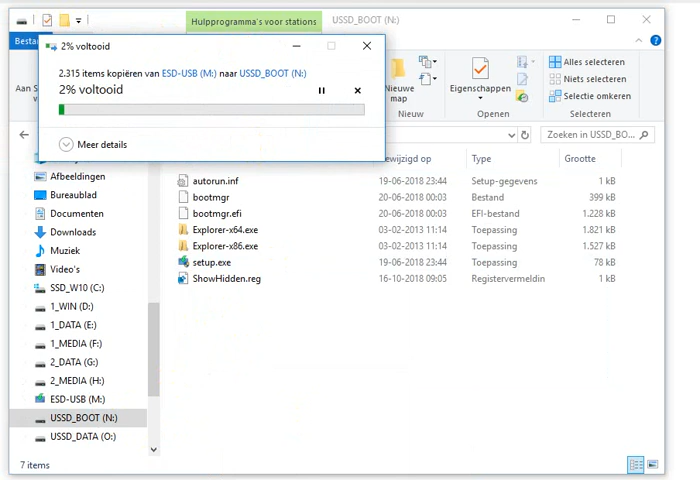 Hulpprogramma's voor stations
USSD_BOOT (N:)
Bestan
2% voltooid
2.315 items kopiëren van ESD-USB (M:) naar USSD_BOOT (N:)
2% voltooid
Meer details
Aan S
v
Nieuwe
map
Eigenschappen
Openen
Alles selecteren
Niets selecteren
Selectie omkeren
Selecteren
Zoeken in USSD_BO...
ewijzigd op
Type
Grootte
Afbeeldingen
Bureaublad
Documenten
Downloads
Muziek
Video's
SSD_W10 (C:)
1_WIN (D:)
1_DATA (E:)
1_MEDIA (F:)
2_DATA (G:)
2_MEDIA (H:)
ESD-USB (M:)
USSD_BOOT (N:)
USSD_DATA (O:)
autorun.inf 19-06-2018 23:44 Setup-gegevens 1 kB
bootmgr 20-06-2018 00:03 Bestand 399 kB
bootmgr.efi 20-06-2018 00:03 EFI-bestand 1.228 kB
Explorer-x64.exe 03-02-2013 11:14 Toepassing 1.821 kB
Explorer-x86.exe 03-02-2013 11:14 Toepassing 1.527 kB
setup.exe 19-06-2018 23:44 Toepassing 78 kB
ShowHidden.reg 16-10-2018 09:05 Registervermeldin 1 kB
7 items